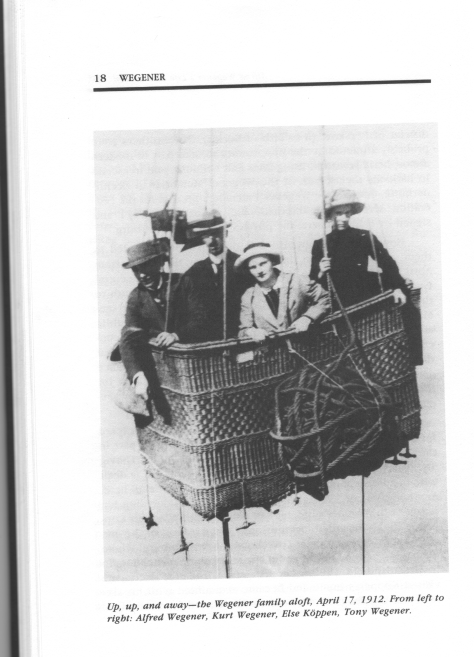 18 WEGENER
Up, up, and away—the Wegener family aloft, April 17, 1912. From left to
right: Alfred Wegener, Kurt Wegener, Else Köppen, Tony Wegener.